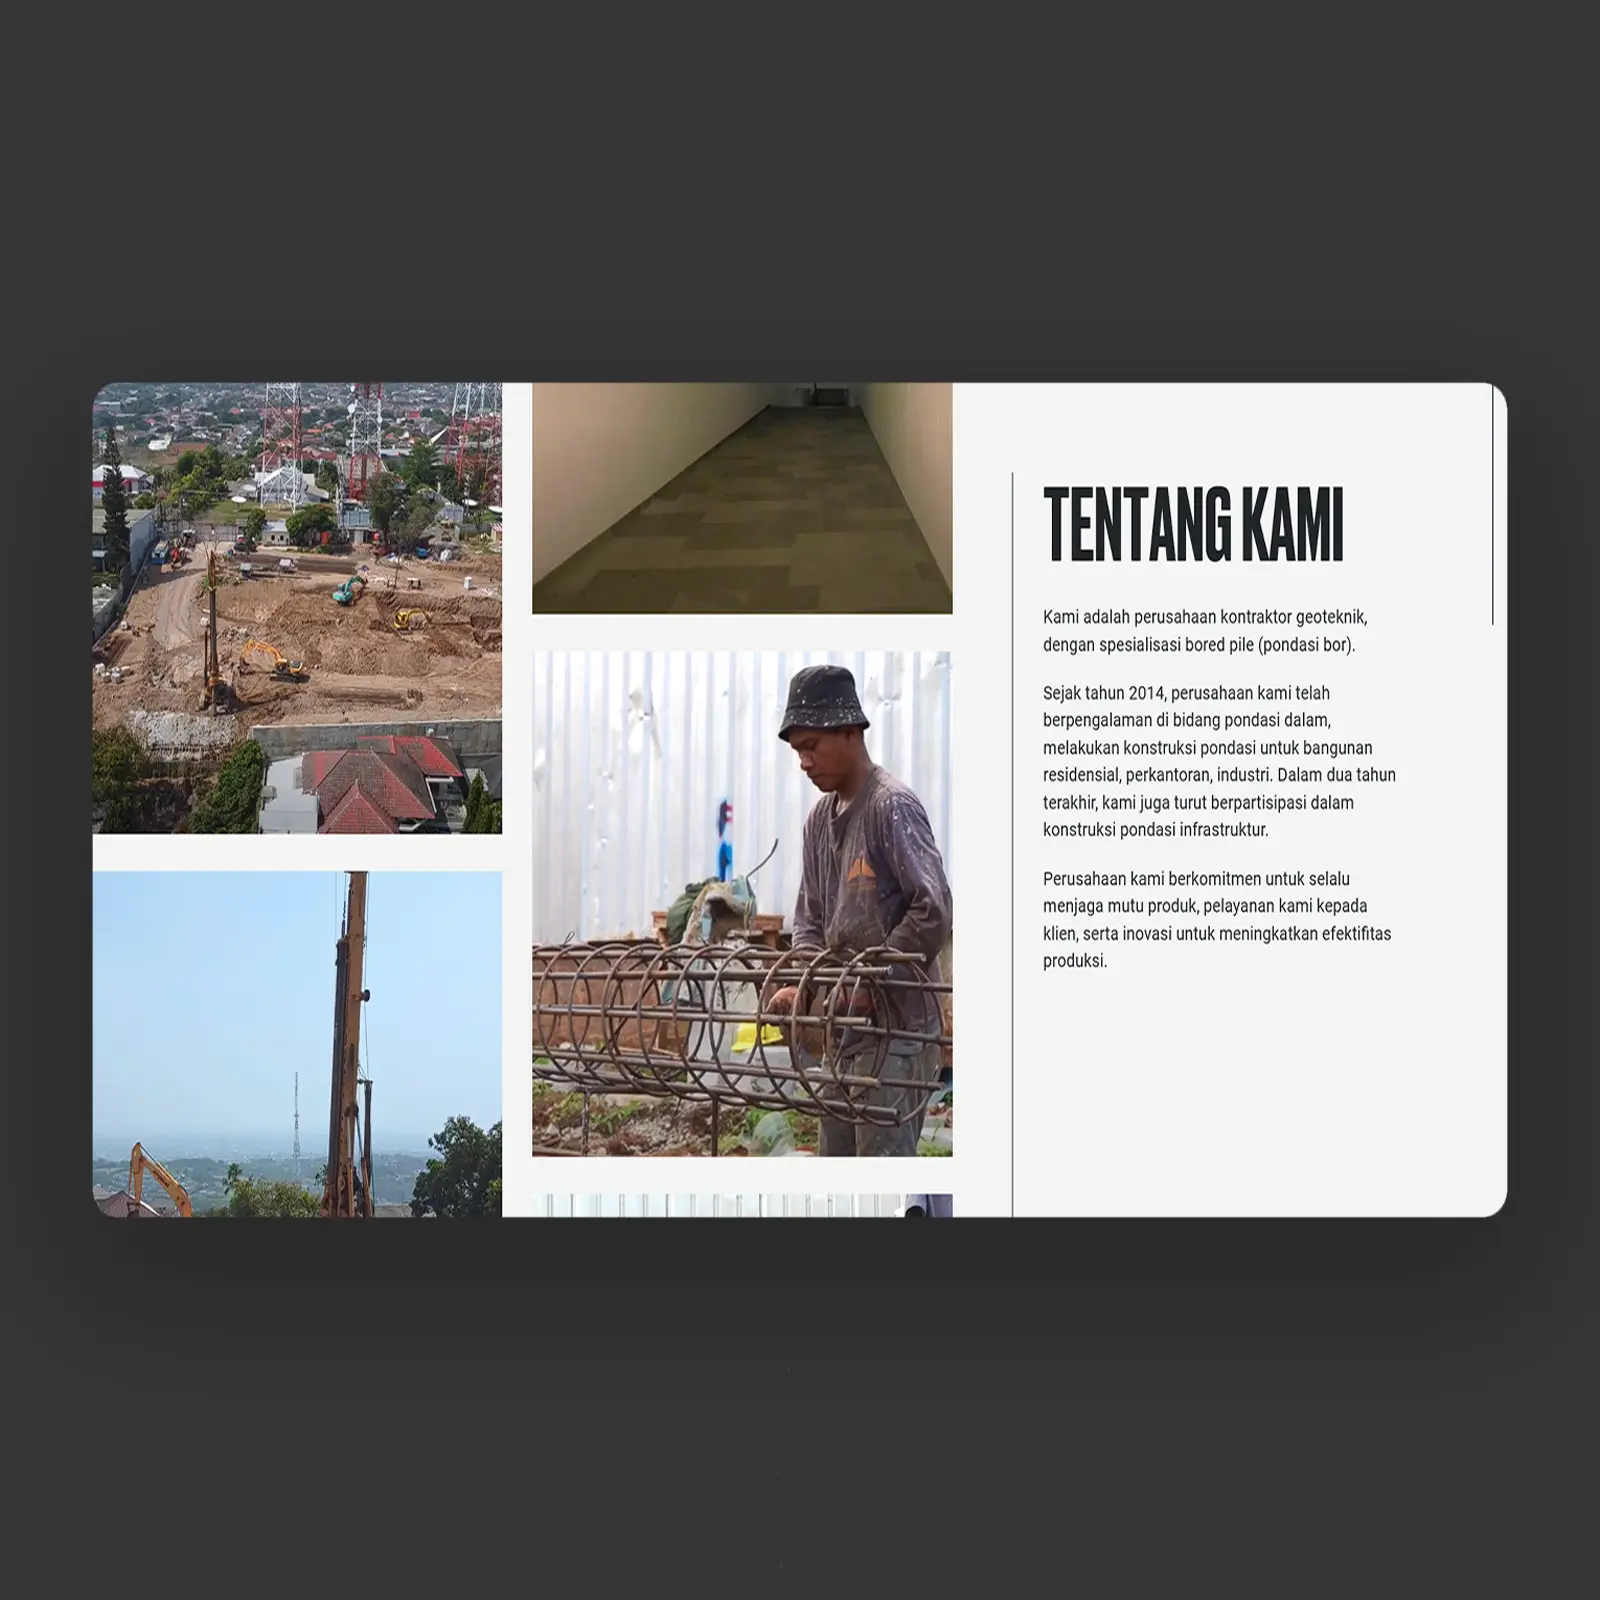 TENTANG KAMI
Kami adalah perusahaan kontraktor geoteknik,
dengan spesialisasi bored pile (pondasi bor).
Sejak tahun 2014, perusahaan kami telah
berpengalaman di bidang pondasi dalam,
melakukan konstruksi pondasi untuk bangunan
residensial, perkantoran, industri. Dalam dua tahun
terakhir, kami juga turut berpartisipasi dalam
konstruksi pondasi infrastruktur.
Perusahaan kami berkomitmen untuk selalu
menjaga mutu produk, pelayanan kami kepada
klien, serta inovasi untuk meningkatkan efektifitas
produksi.